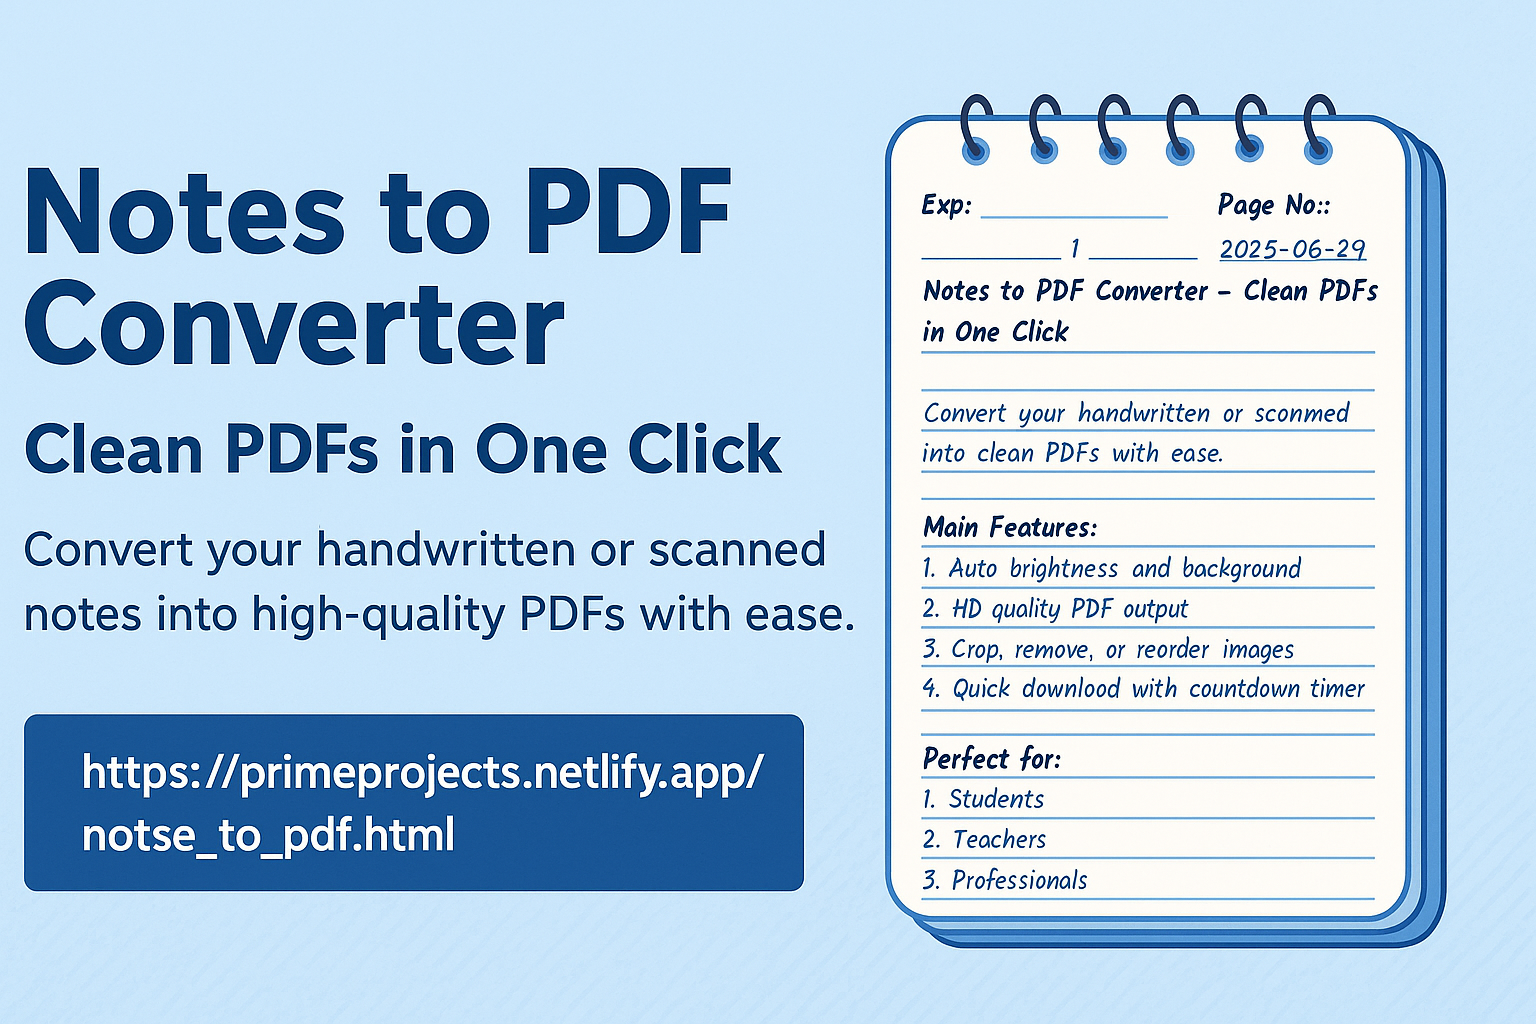 Notes to PDF
Converter
Clean PDFs in One Click
Convert your handwritten or scanned
notes into high-quality PDFs with ease.
https://primeprojects.netlify.app/
notse_to_pdf.html
Exp: Page No::
1 2025-06-29
Notes to PDF Converter – Clean PDFs
in One Click
Convert your handwritten or sconmed
into clean PDFs with ease.
Main Features:
1. Auto brightness and background
2. HD quality PDF output
3. Crop, remove, or reorder images
4. Quick downlood with countdown timer
Perfect for:
1. Students
2. Teachers
3. Professionals